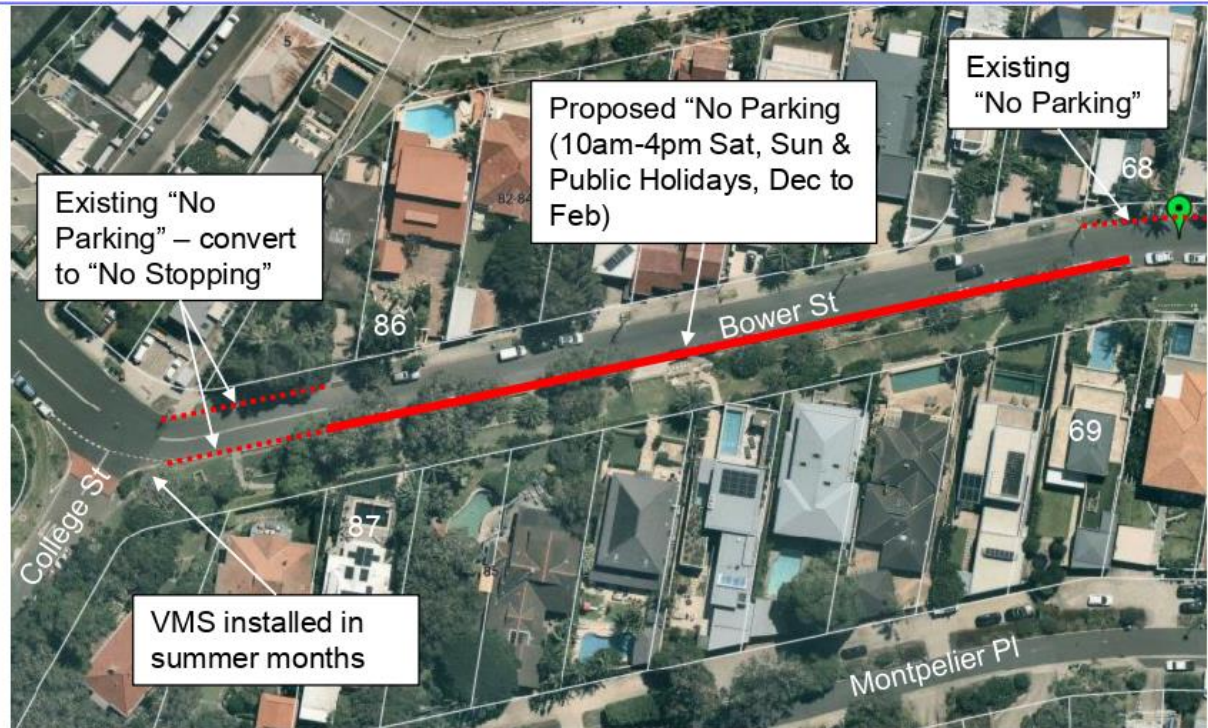 5
Existing
"No Parking"
Proposed "No Parking
(10am-4pm Sat, Sun &
Public Holidays, Dec to
Feb)
68
Existing "No
Parking" – convert
to "No Stopping"
82-84
86
Bower St
69
College St
87
85
VMS installed in
summer months
Montpelier Pl